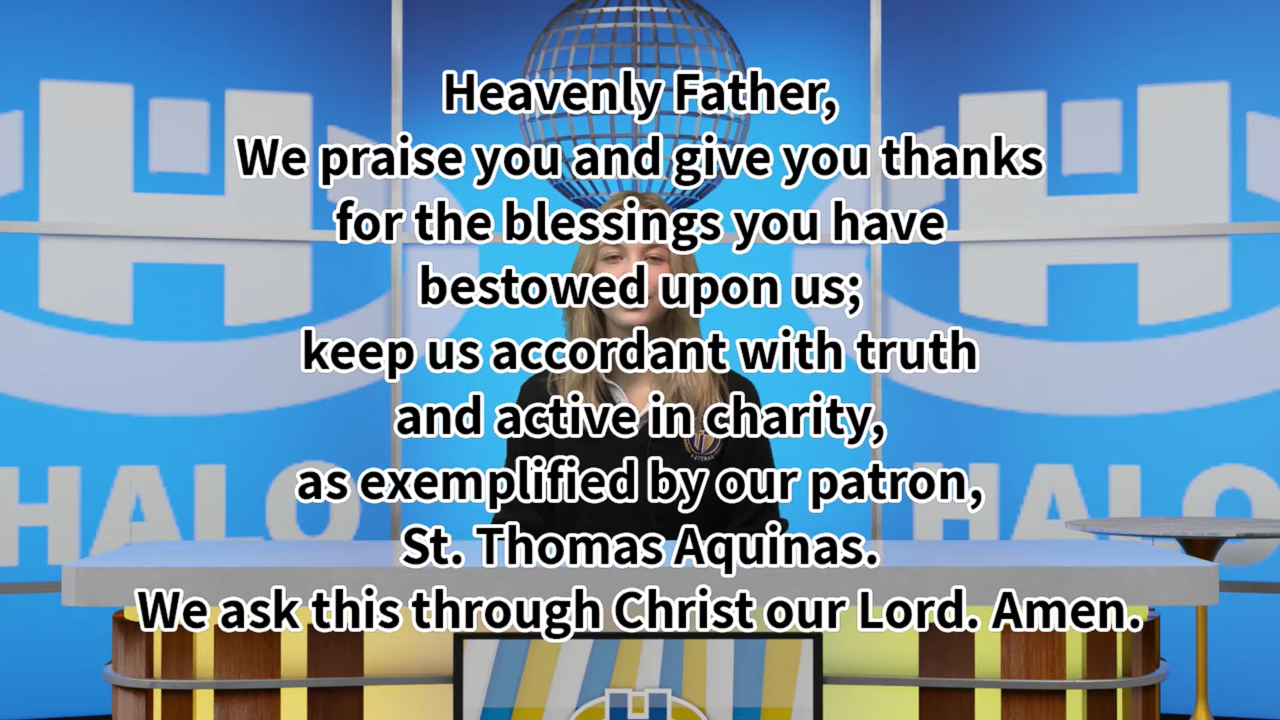 Heavenly Father,
We praise you and give you thanks
for the blessings you have
bestowed upon us;
keep us accordant with truth
and active in charity,
as exemplified by our patron,
St. Thomas Aquinas.
We ask this through Christ our Lord. Amen.
HALO
HALO